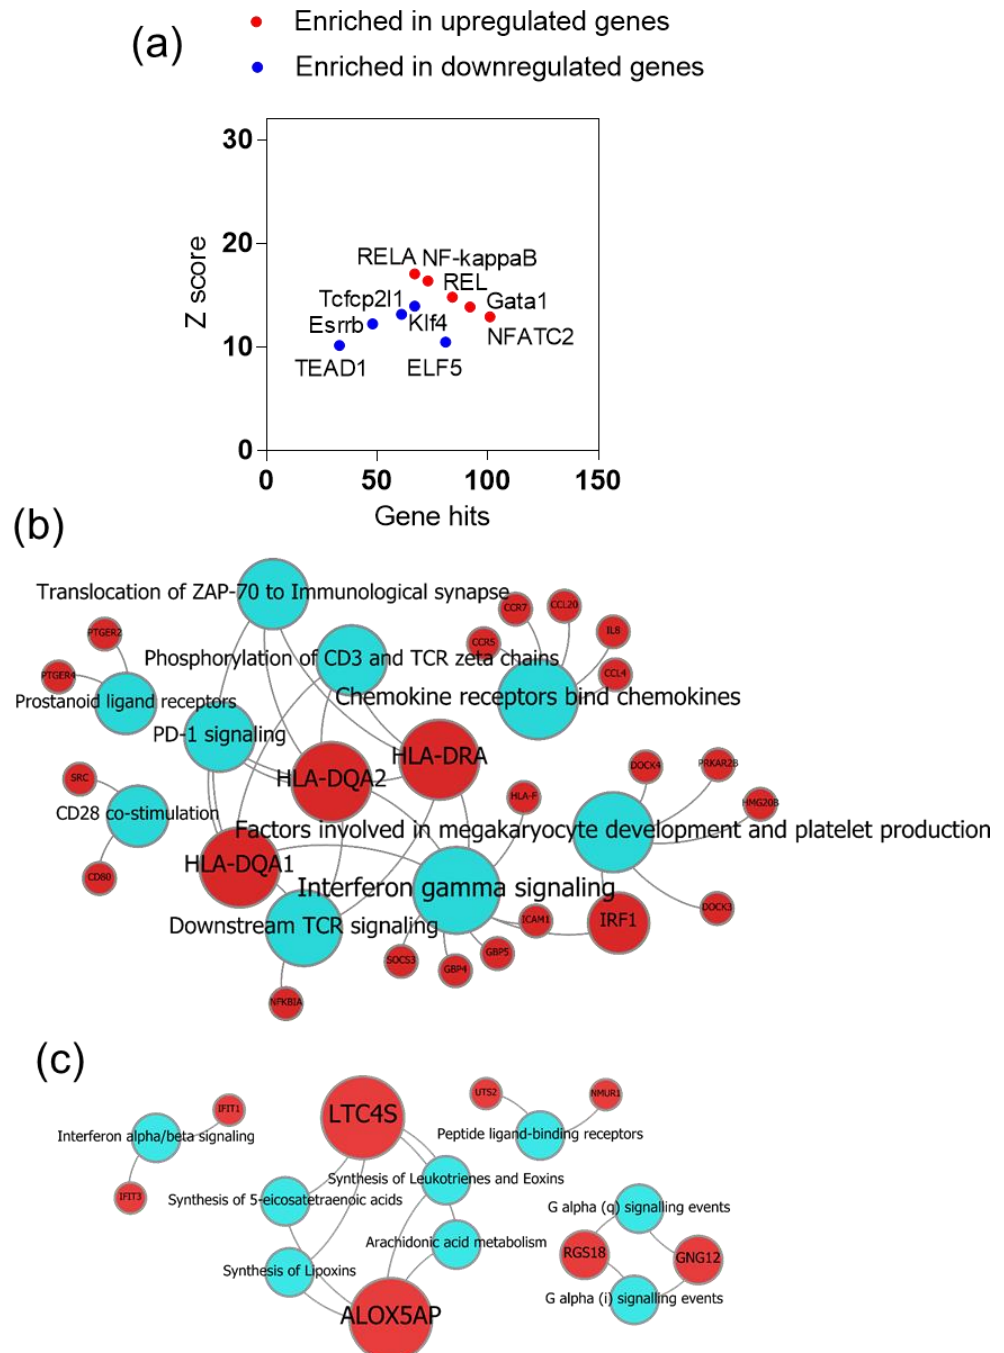 (a)
Enriched in upregulated genes
Enriched in downregulated genes
30
20
10
0
Z score
RELA
NF-kappaB
REL
Tcfcp2l1
Gata1
Esrrb
Klf4
NFATC2
TEAD1
ELF5
0
50
100
150
Gene hits
(b)
Translocation of ZAP-70 to Immunological synapse
CCR7
CCL20
PTGER2
IL8
CCR5
Phosphorylation of CD3 and TCR zeta chains
PTGER4
CCL4
Prostanoid ligand receptors
Chemokine receptors bind chemokines
PD-1 signaling
HLA-DRA
DOCK4
PRKAR2B
SRC
HLA-DQA2
HLA-F
HMG20B
CD28 co-stimulation
Factors involved in megakaryocyte development and platelet production
HLA-DQA1
CD80
Interferon gamma signaling
DOCK3
Downstream TCR signaling
ICAM1
IRF1
SOCS3
GBP5
GBP4
NFKBIA
(c)
LTC4S
UTS2
NMUR1
IFIT1
Interferon alpha/beta signaling
Peptide ligand-binding receptors
Synthesis of Leukotrienes and Eoxins
IFIT3
Synthesis of 5-eicosatetraenoic acids
G alpha (q) signalling events
Arachidonic acid metabolism
RGS18
GNG12
Synthesis of Lipoxins
G alpha (i) signalling events
ALOX5AP